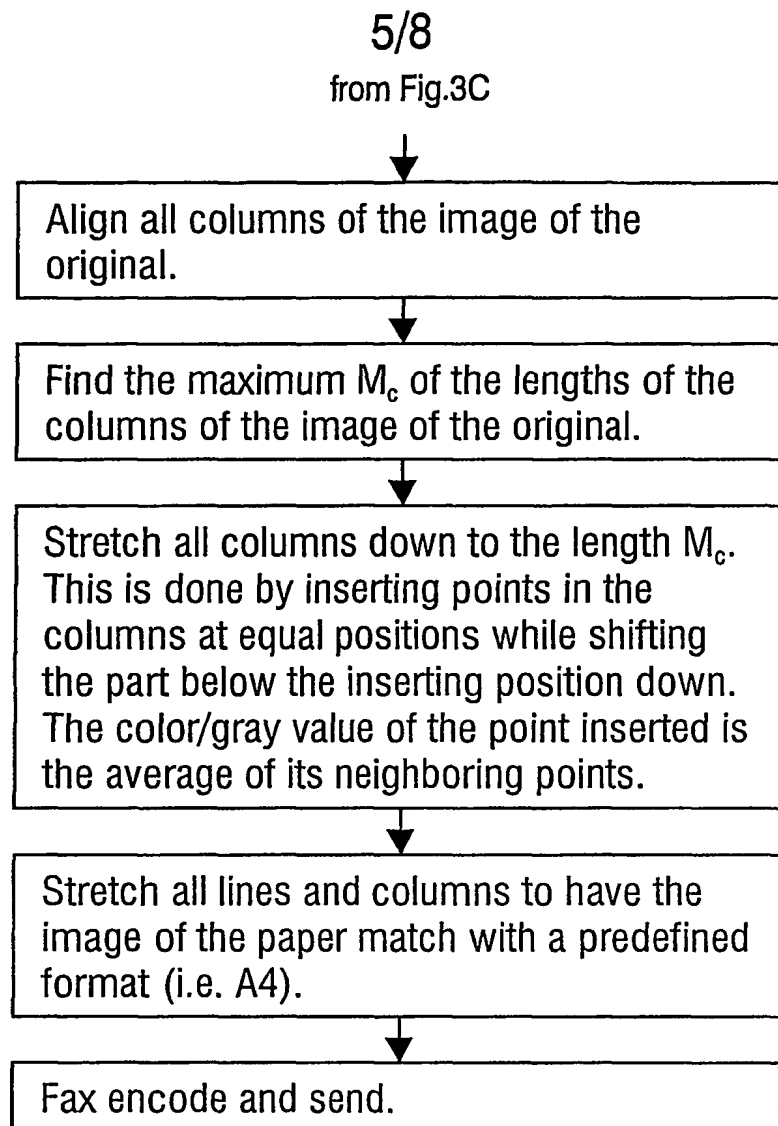 5/8
from Fig.3C
Align all columns of the image of the
original.
Find the maximum Mc of the lengths of the
columns of the image of the original.
Stretch all columns down to the length Mc.
This is done by inserting points in the
columns at equal positions while shifting
the part below the inserting position down.
The color/gray value of the point inserted is
the average of its neighboring points.
Stretch all lines and columns to have the
image of the paper match with a predefined
format (i.e. A4).
Fax encode and send.